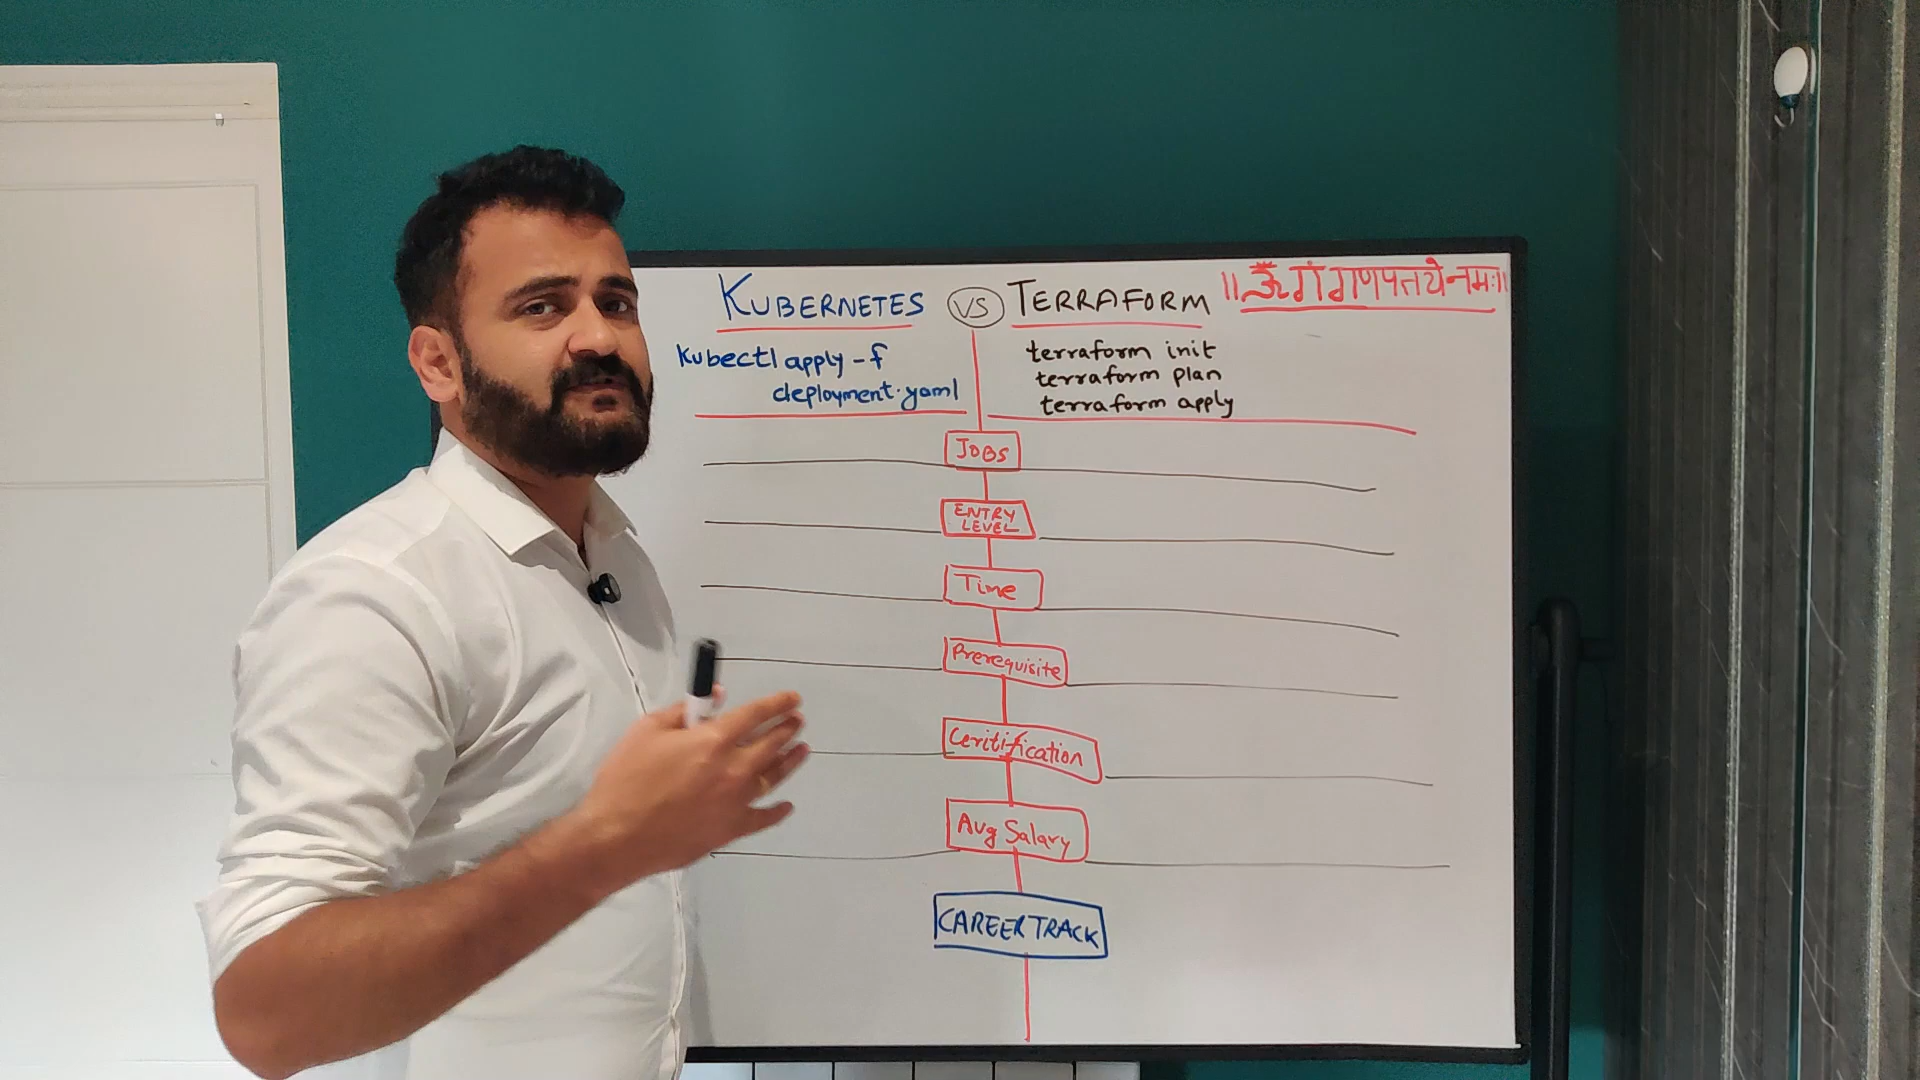 KUBERNETES VS TERRAFORM ||ॐ गं गणपतये नमः||
Kubectl apply -f
deployment.yaml
terraform init
terraform plan
terraform apply
JOBS
ENTRY
LEVEL
Time
Prerequisite
Ceritification
Avg Salary
CAREER TRACK